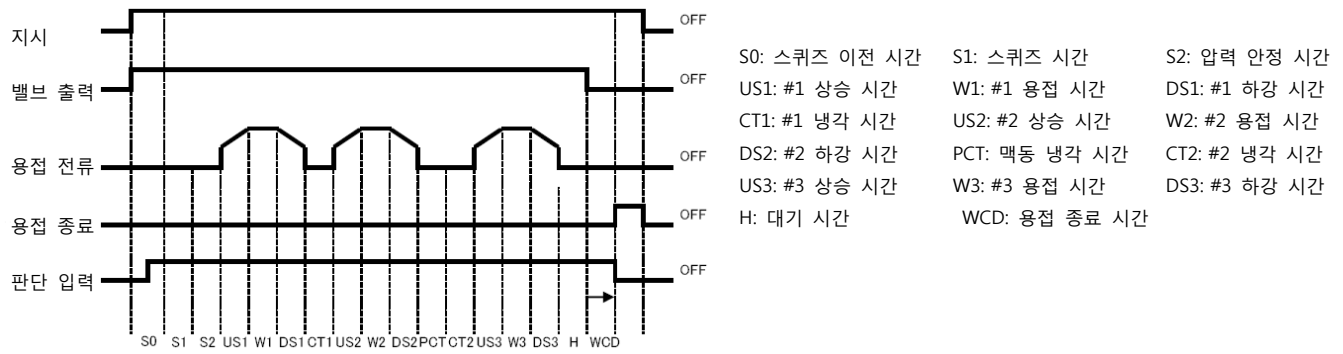 지시
OFF
밸브 출력
OFF
용접 전류
OFF
용접 종료
OFF
판단 입력
OFF
S0 S1 S2 US1 W1 DS1 CT1 US2 W2 DS2 PCT CT2 US3 W3 DS3 H WCD
S0: 스퀴즈 이전 시간 S1: 스퀴즈 시간 S2: 압력 안정 시간
US1: #1 상승 시간 W1: #1 용접 시간 DS1: #1 하강 시간
CT1: #1 냉각 시간 US2: #2 상승 시간 W2: #2 용접 시간
DS2: #2 하강 시간 PCT: 맥동 냉각 시간 CT2: #2 냉각 시간
US3: #3 상승 시간 W3: #3 용접 시간 DS3: #3 하강 시간
H: 대기 시간 WCD: 용접 종료 시간